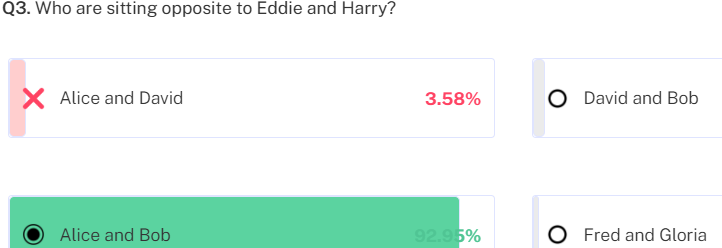 Q3. Who are sitting opposite to Eddie and Harry?
Alice and David 3.58% David and Bob
Alice and Bob 92.95% Fred and Gloria